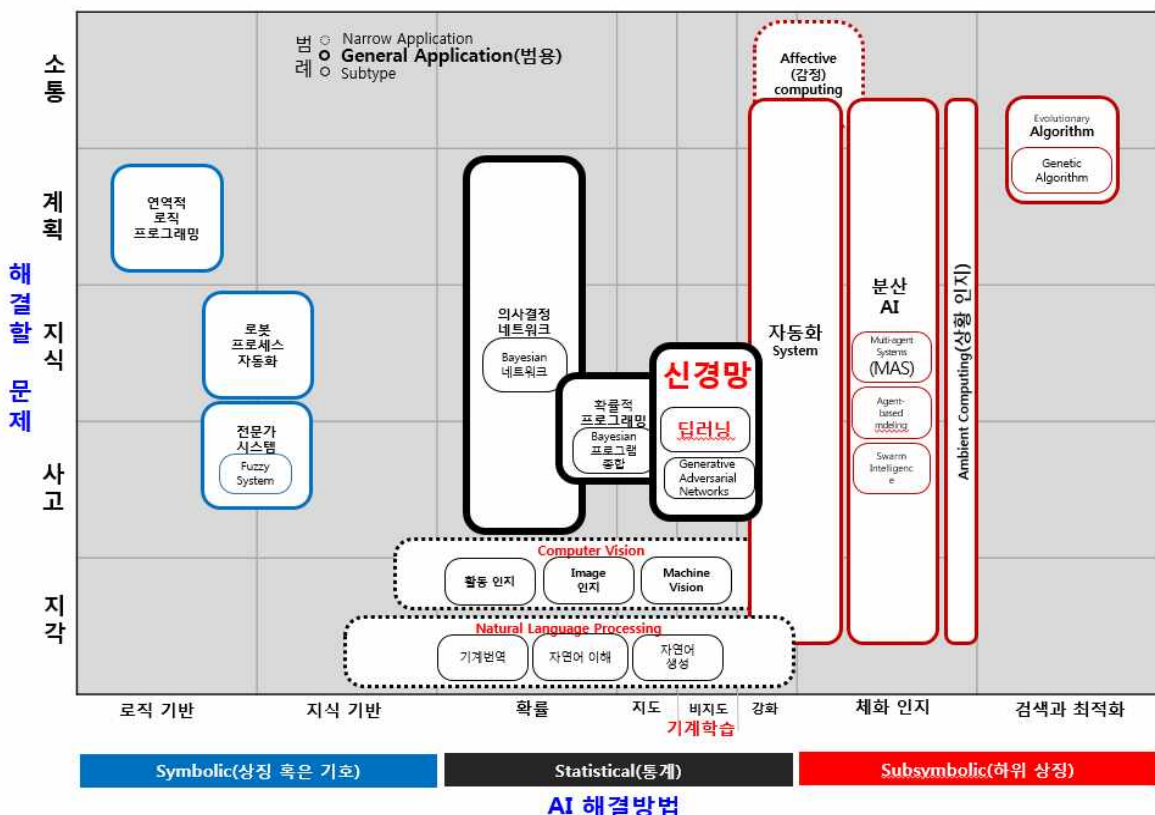 범 Narrow Application
General Application(범용)
례 Subtype
해결할 문제
소통
계획
지식
사고
지각
Affective
(감정)
computing
Evolutionary
Algorithm
Genetic
Algorithm
연역적
로직
프로그래밍
로봇
프로세스
자동화
전문가
시스템
Fuzzy
System
의사결정
네트워크
Bayesian
네트워크
확률적
프로그래밍
Bayesian
프로그램
종합
신경망
딥러닝
Generative
Adversarial
Networks
자동화
System
분산
AI
Multi-agent
Systems
(MAS)
Agent-
based
mdeling
Swarm
Intelligenc
e
Ambient Computing(상황 인지)
Computer Vision
활동 인지
Image
인지
Machine
Vision
Natural Language Processing
기계번역
자연어 이해
자연어
생성
로직 기반
지식 기반
확률
지도
비지도
강화
기계학습
체화 인지
검색과 최적화
Symbolic(상징 혹은 기호)
Statistical(통계)
Subsymbolic(하위 상징)
AI 해결방법